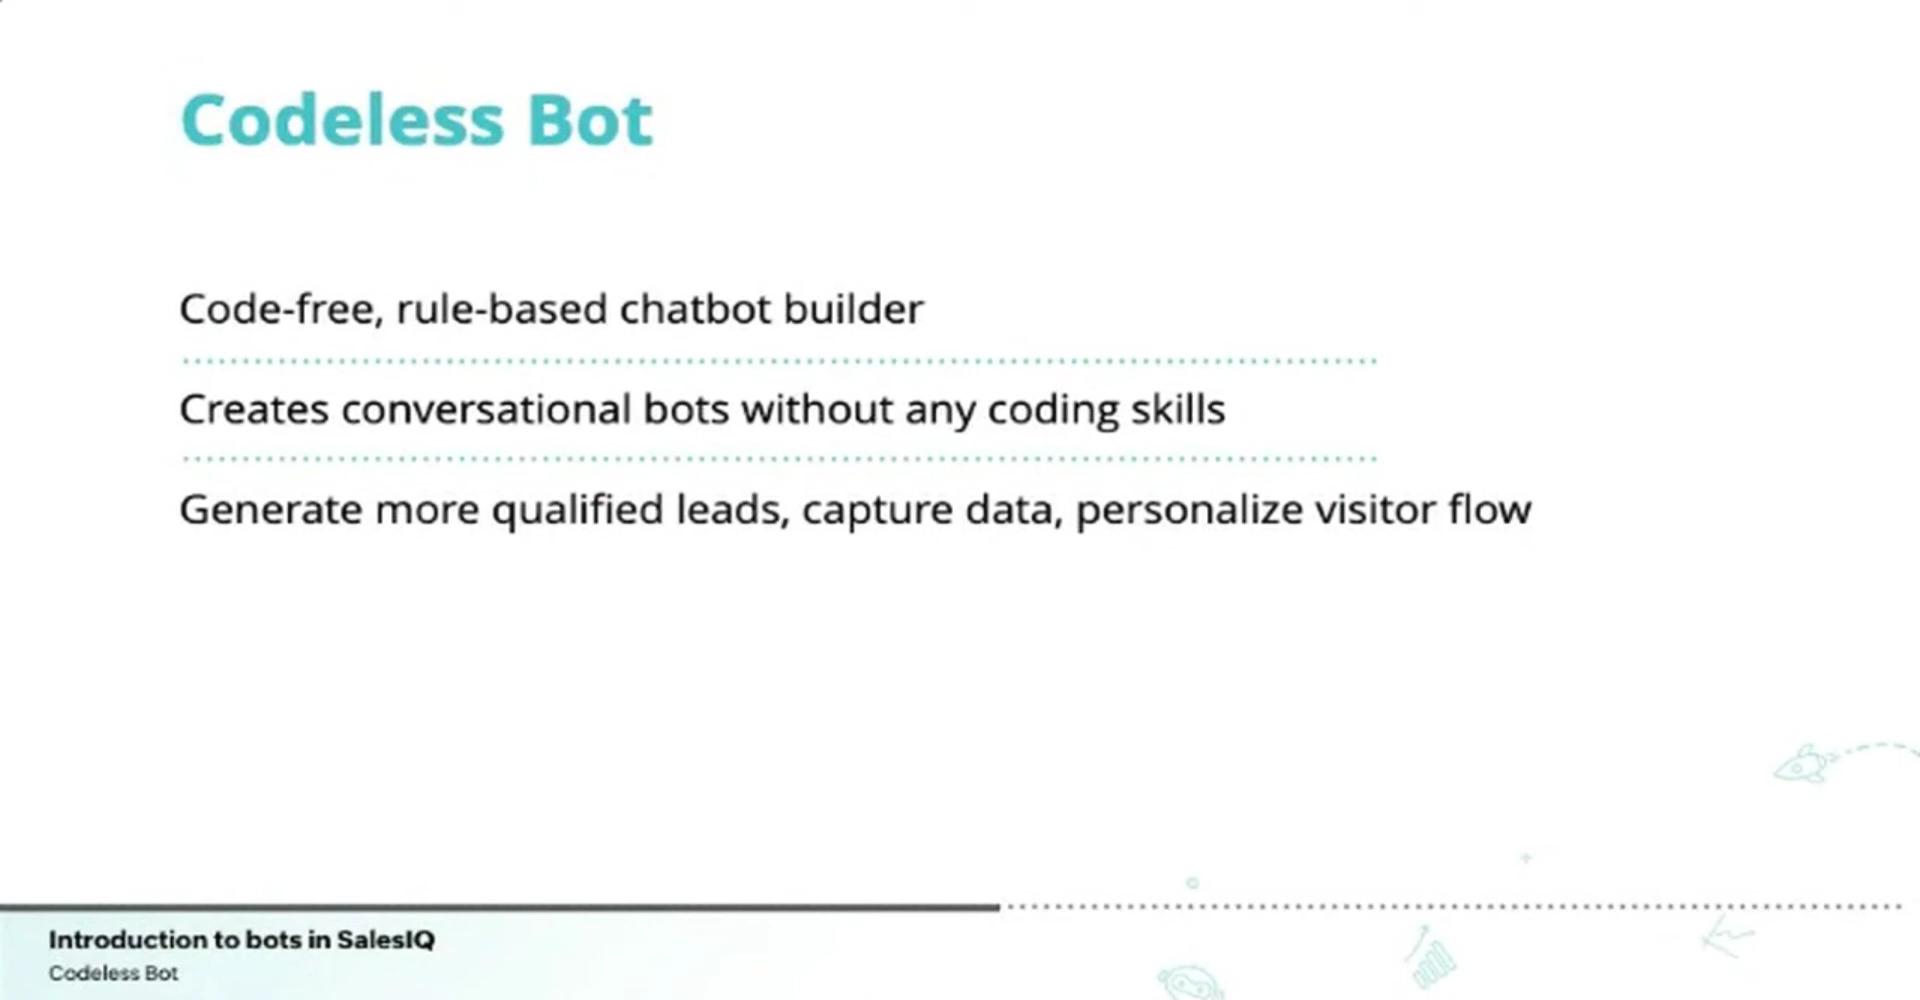 Codeless Bot
Code-free, rule-based chatbot builder
Creates conversational bots without any coding skills
Generate more qualified leads, capture data, personalize visitor flow
Introduction to bots in SalesIQ
Codeless Bot